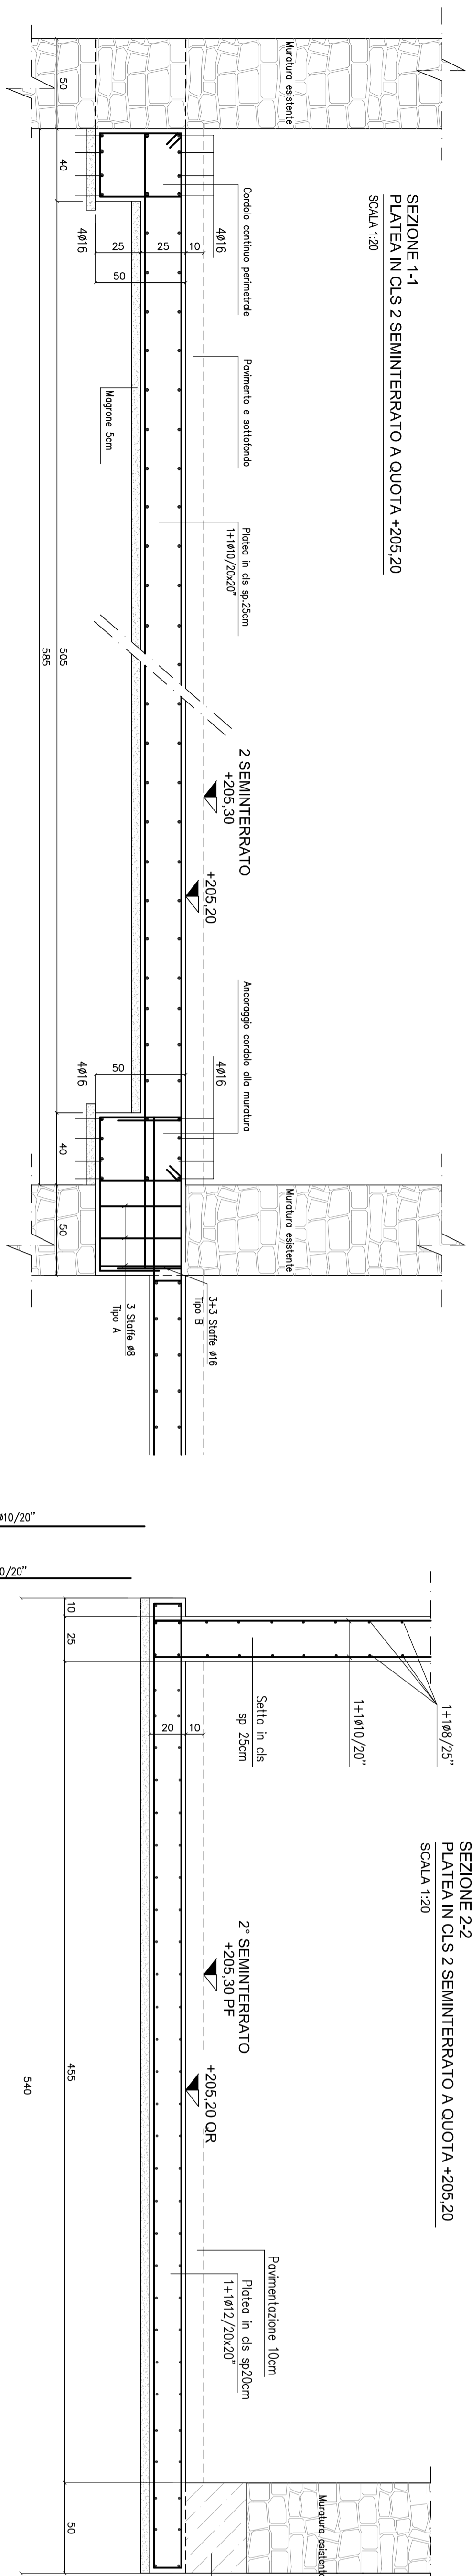 SEZIONE 1-1
PLATEA IN CLS 2 SEMINTERRATO A QUOTA +205,20
SCALA 1:20
Muratura esistente
Cordolo continuo perimetrale
Pavimento e sottofondo
Platea in cls sp.25cm
1+1ø10/20x20"
2 SEMINTERRATO
+205,30
+205,20
Ancoraggio cordolo alla muratura
Muratura esistente
4ø16
4ø16
10
25
25
50
Magrone 5cm
4ø16
4ø16
50
3+3 Staffe ø16
Tipo B
3 Staffe ø8
Tipo A
50
40
505
40
50
585
ø10/20"
0/20"
SEZIONE 2-2
PLATEA IN CLS 2 SEMINTERRATO A QUOTA +205,20
SCALA 1:20
1+1ø8/25"
1+1ø10/20"
Setto in cls
sp 25cm
2° SEMINTERRATO
+205,30 PF
+205,20 QR
Pavimentazione 10cm
Platea in cls sp20cm
1+1ø12/20x20"
Muratura esistente
10
20
10
25
455
50
540